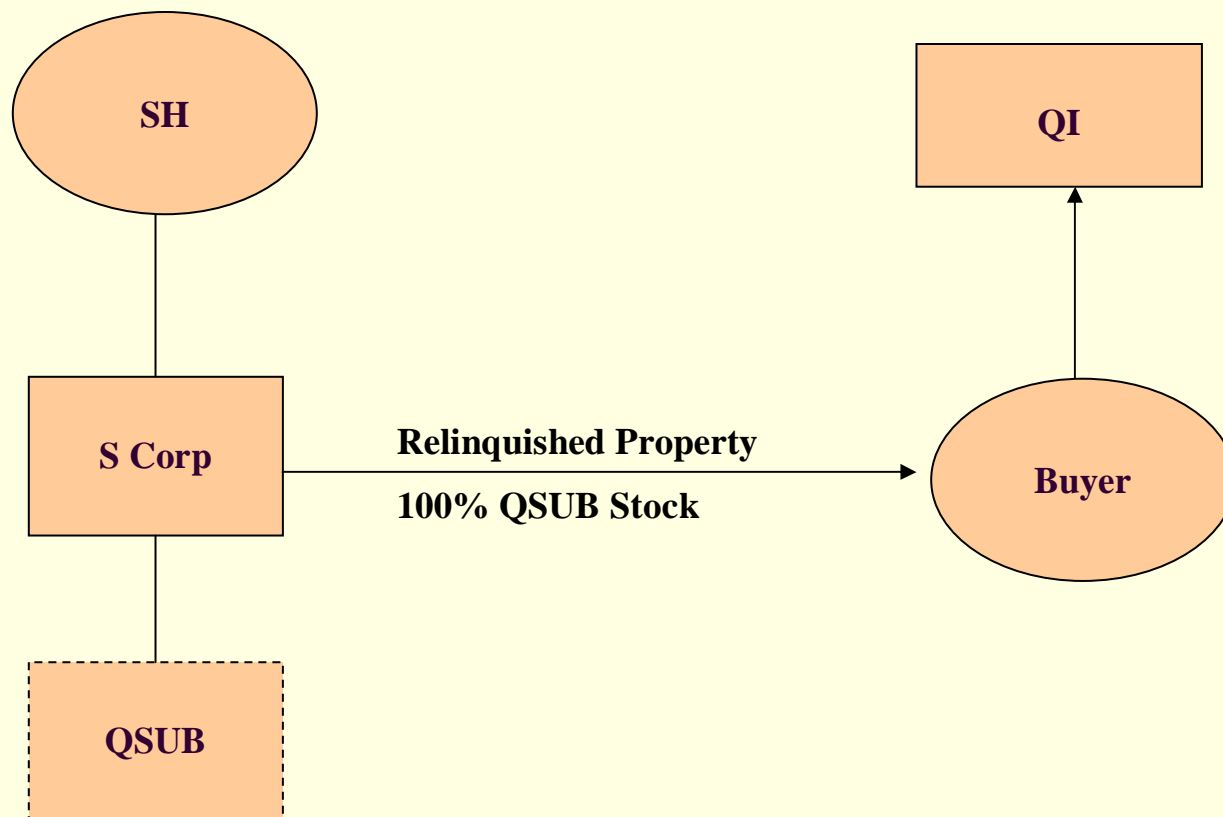 SH
QI
S Corp
Relinquished Property
100% QSUB Stock
Buyer
QSUB